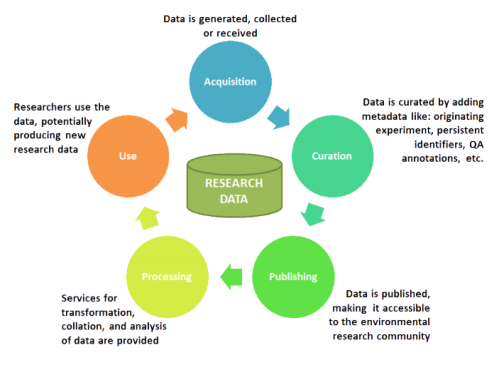 Data is generated, collected
or received
Acquisition
Data is curated by adding
metadata like: originating
experiment, persistent
identifiers, QA
annotations, etc.
Curation
Data is published,
making it accessible
to the environmental
research community
Publishing
Services for
transformation,
collation, and analysis
of data are provided
Processing
Researchers use the
data, potentially
producing new
research data
Use
RESEARCH
DATA